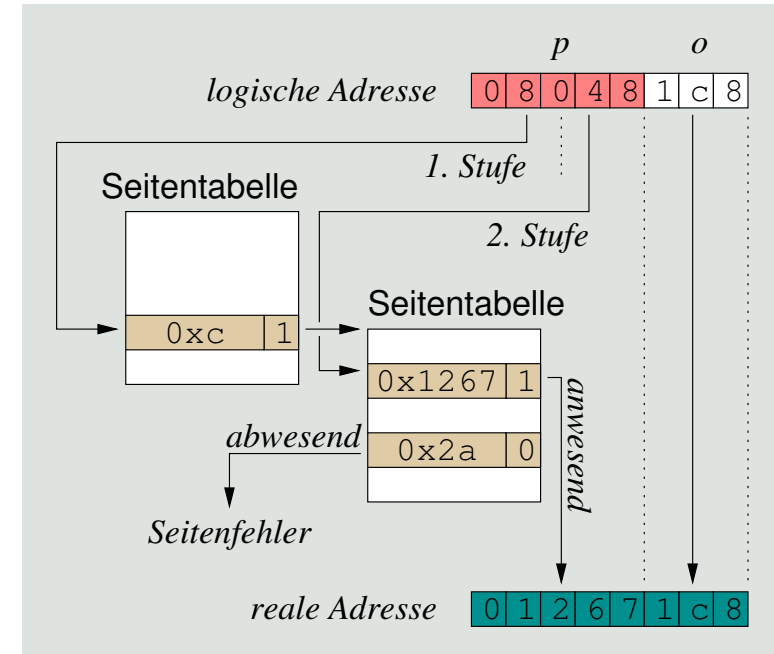 p o
logische Adresse 0 8 0 4 8 1 c 8
1. Stufe
Seitentabelle
2. Stufe
Seitentabelle
0xc 1
0x1267 1
anwesend
abwesend
0x2a 0
Seitenfehler
reale Adresse 0 1 2 6 7 1 c 8